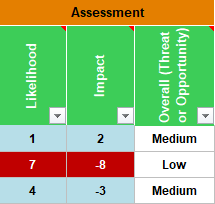 Assessment
Likelihood
Impact
Overall (Threat
or Opportunity)
1 2 Medium
7 -8 Low
4 -3 Medium